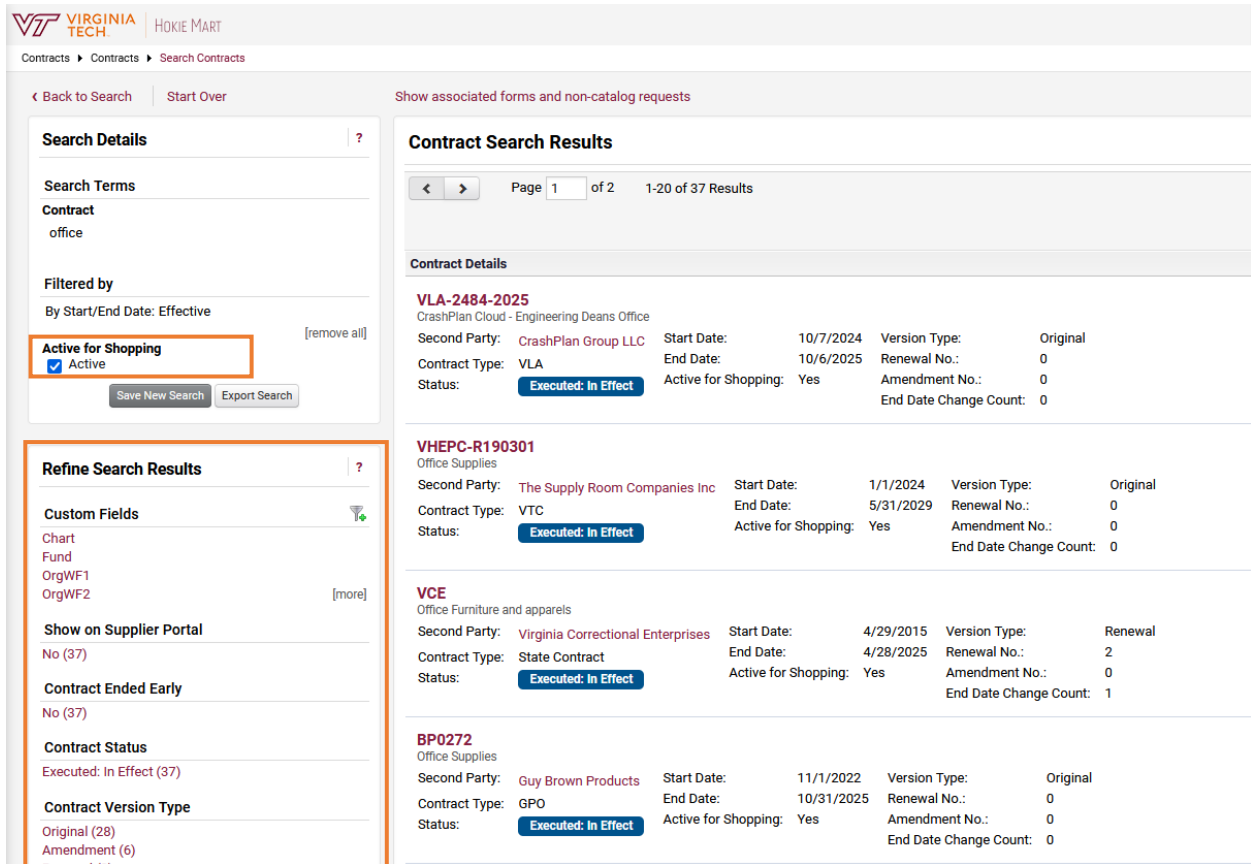 VT VIRGINIA TECH. HOKIE MART
Contracts Contracts Search Contracts
Back to Search Start Over
Show associated forms and non-catalog requests
Search Details ?
Search Terms
Contract
office
Filtered by
By Start/End Date: Effective
[remove all]
Active for Shopping
Active
Save New Search Export Search
Refine Search Results ?
Custom Fields
Chart
Fund
OrgWF1
OrgWF2 [more]
Show on Supplier Portal
No (37)
Contract Ended Early
No (37)
Contract Status
Executed: In Effect (37)
Contract Version Type
Original (28)
Amendment (6)
Contract Search Results
Page 1 of 2 1-20 of 37 Results
Contract Details
VLA-2484-2025
CrashPlan Cloud - Engineering Deans Office
Second Party: CrashPlan Group LLC Start Date: 10/7/2024 Version Type: Original
Contract Type: VLA End Date: 10/6/2025 Renewal No.: 0
Status: Executed: In Effect Active for Shopping: Yes Amendment No.: 0
End Date Change Count: 0
VHEPC-R190301
Office Supplies
Second Party: The Supply Room Companies Inc Start Date: 1/1/2024 Version Type: Original
Contract Type: VTC End Date: 5/31/2029 Renewal No.: 0
Status: Executed: In Effect Active for Shopping: Yes Amendment No.: 0
End Date Change Count: 0
VCE
Office Furniture and apparels
Second Party: Virginia Correctional Enterprises Start Date: 4/29/2015 Version Type: Renewal
Contract Type: State Contract End Date: 4/28/2025 Renewal No.: 2
Status: Executed: In Effect Active for Shopping: Yes Amendment No.: 0
End Date Change Count: 1
BP0272
Office Supplies
Second Party: Guy Brown Products Start Date: 11/1/2022 Version Type: Original
Contract Type: GPO End Date: 10/31/2025 Renewal No.: 0
Status: Executed: In Effect Active for Shopping: Yes Amendment No.: 0
End Date Change Count: 0